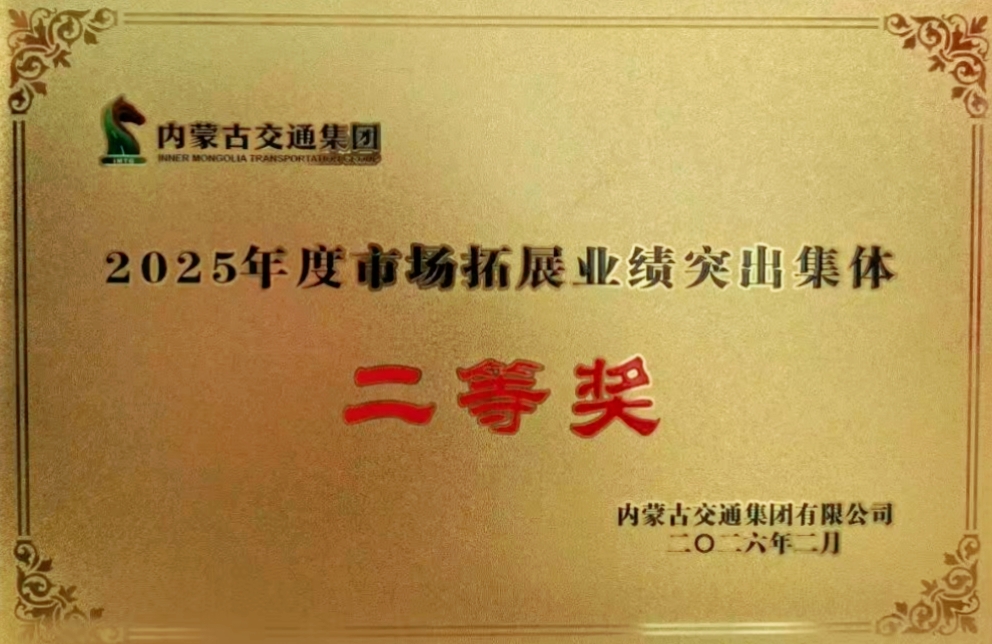 内蒙古交通集团
INNER MONGOLIA TRANSPORTATION
IMTG
2025年度市场拓展业绩突出集体
二等奖
内蒙古交通集团有限公司
二〇二六年二月